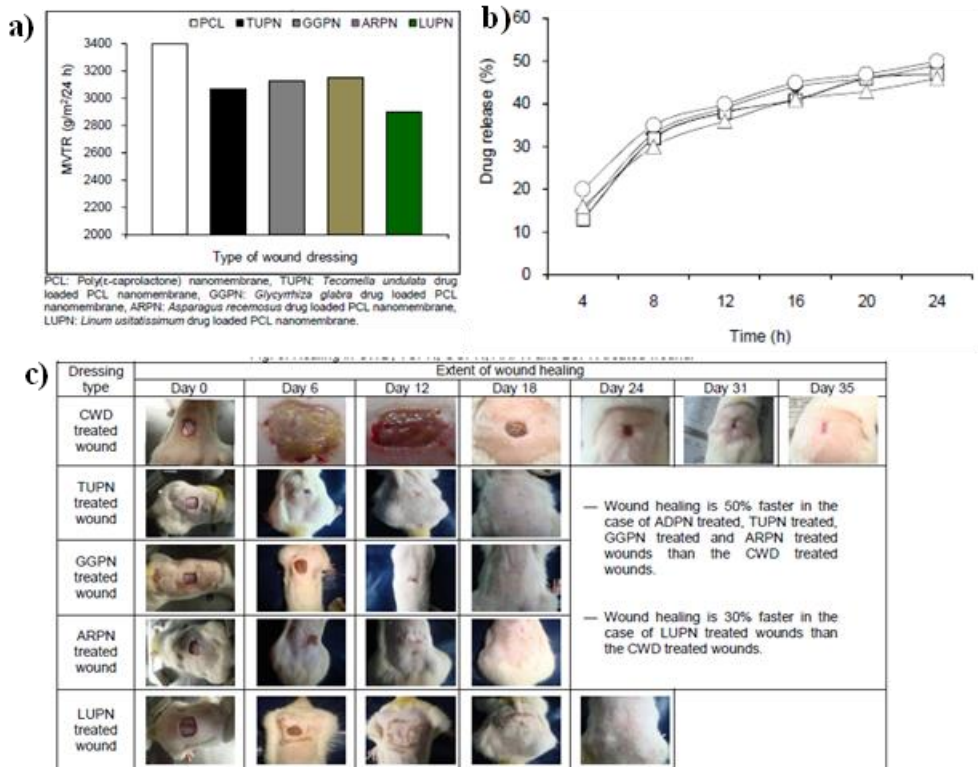 a)
PCL TUPN GGPN ARPN LUPN
3400
3200
3000
2800
2600
2400
2200
2000
MVTR (g/m²/24 h)
Type of wound dressing
PCL: Poly(ε-caprolactone) nanomembrane, TUPN: Tecomella undulata drug
loaded PCL nanomembrane, GGPN: Glycyrrhiza glabra drug loaded PCL
nanomembrane, ARPN: Asparagus recemosus drug loaded PCL nanomembrane,
LUPN: Linum usitatissimum drug loaded PCL nanomembrane.
b)
60
50
40
30
20
10
0
Drug release (%)
4 8 12 16 20 24
Time (h)
c)
Dressing type
Extent of wound healing
Day 0 Day 6 Day 12 Day 18 Day 24 Day 31 Day 35
CWD
treated
wound
TUPN
treated
wound
GGPN
treated
wound
ARPN
treated
wound
LUPN
treated
wound
— Wound healing is 50% faster in the
case of ADPN treated, TUPN treated,
GGPN treated and ARPN treated
wounds than the CWD treated
wounds.
— Wound healing is 30% faster in the
case of LUPN treated wounds than
the CWD treated wounds.